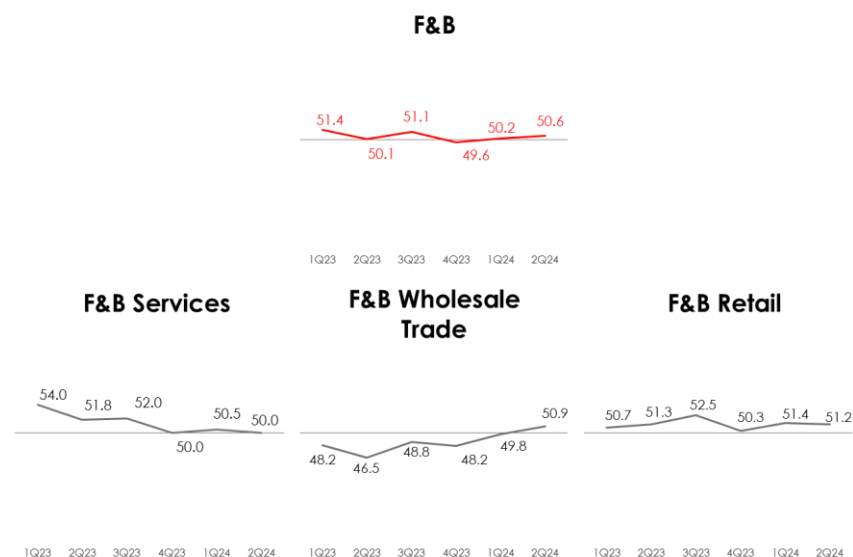 F&B
51.4
50.1
51.1
49.6
50.2
50.6
1Q23 2Q23 3Q23 4Q23 1Q24 2Q24
F&B Services
54.0
51.8
52.0
50.0
50.5
50.0
1Q23 2Q23 3Q23 4Q23 1Q24 2Q24
F&B Wholesale
Trade
48.2
46.5
48.8
48.2
49.8
50.9
1Q23 2Q23 3Q23 4Q23 1Q24 2Q24
F&B Retail
50.7
51.3
52.5
50.3
51.4
51.2
1Q23 2Q23 3Q23 4Q23 1Q24 2Q24